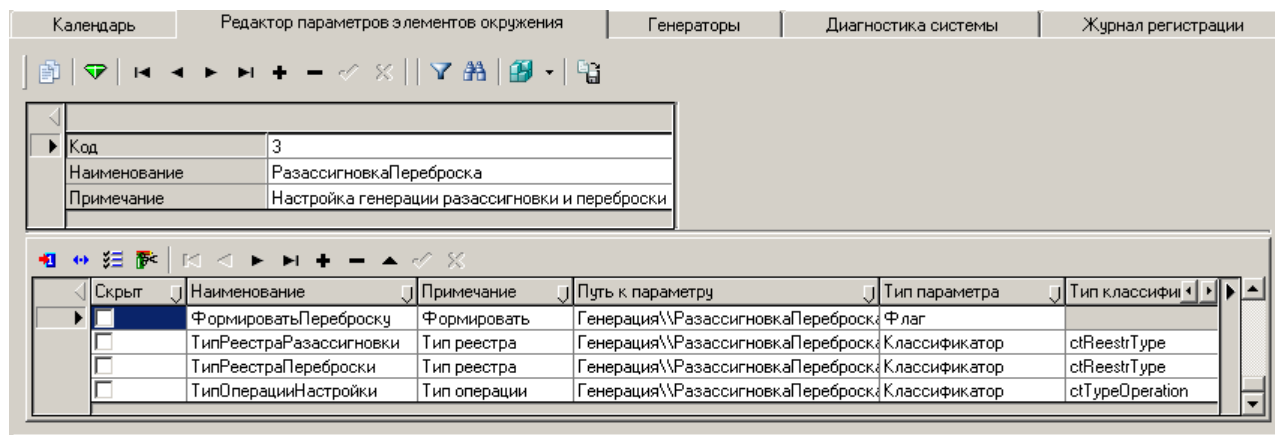 Календарь Редактор параметров элементов окружения Генераторы Диагностика системы Журнал регистрации
Код 3
Наименование РазассигновкаПереброска
Примечание Настройка генерации разассигновки и переброски
Скрыт Наименование Примечание Путь к параметру Тип параметра Тип классифи
ФормироватьПереброску Формировать Генерация\\РазассигновкаПереброска Флаг
ТипРеестраРазассигновки Тип реестра Генерация\\РазассигновкаПереброска Классификатор ctReestrType
ТипРеестраПереброски Тип реестра Генерация\\РазассигновкаПереброска Классификатор ctReestrType
ТипОперацииНастройки Тип операции Генерация\\РазассигновкаПереброска Классификатор ctTypeOperation